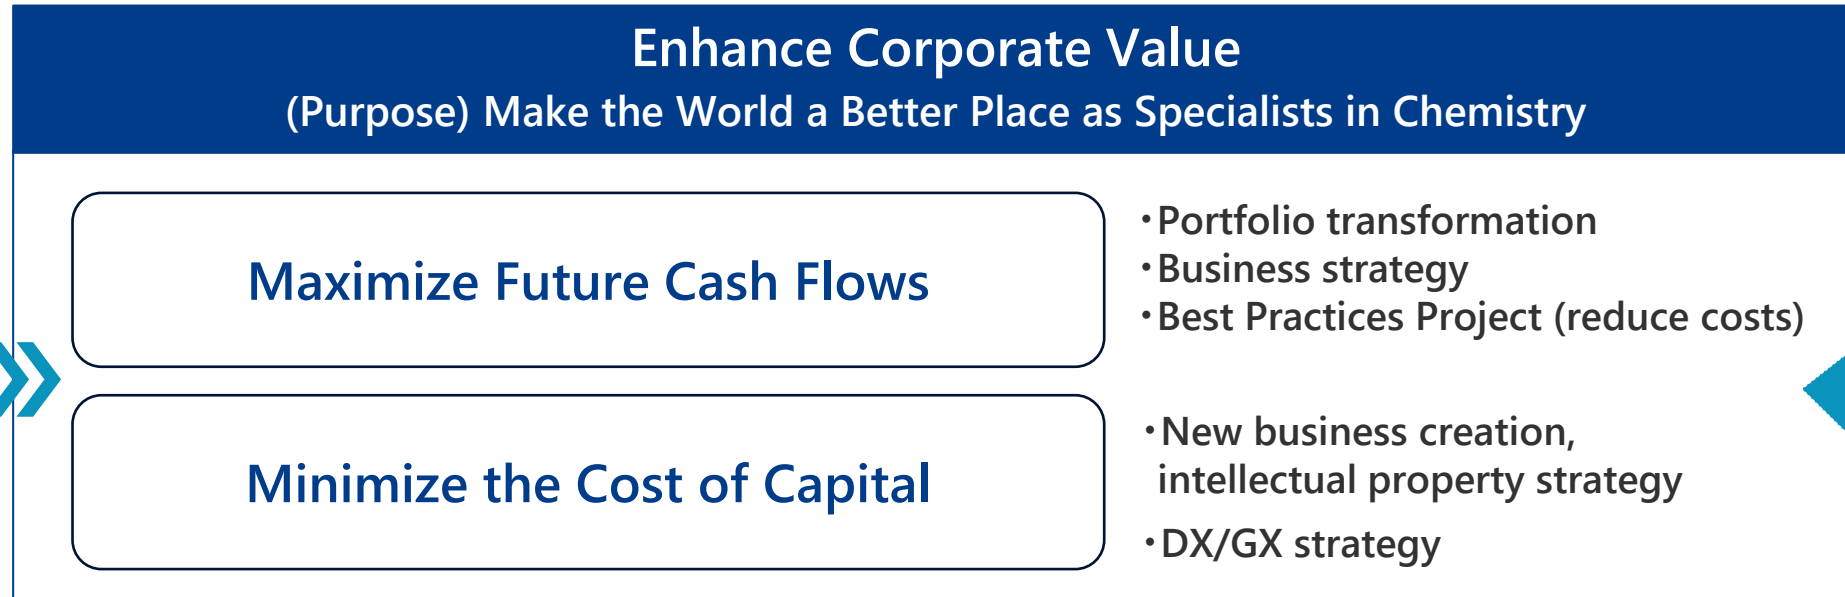 Enhance Corporate Value
(Purpose) Make the World a Better Place as Specialists in Chemistry
Maximize Future Cash Flows
・Portfolio transformation
・Business strategy
・Best Practices Project (reduce costs)
Minimize the Cost of Capital
・New business creation,
intellectual property strategy
・DX/GX strategy